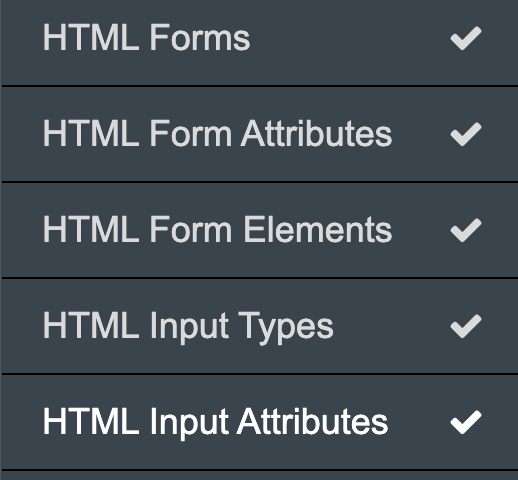 HTML Forms
HTML Form Attributes
HTML Form Elements
HTML Input Types
HTML Input Attributes